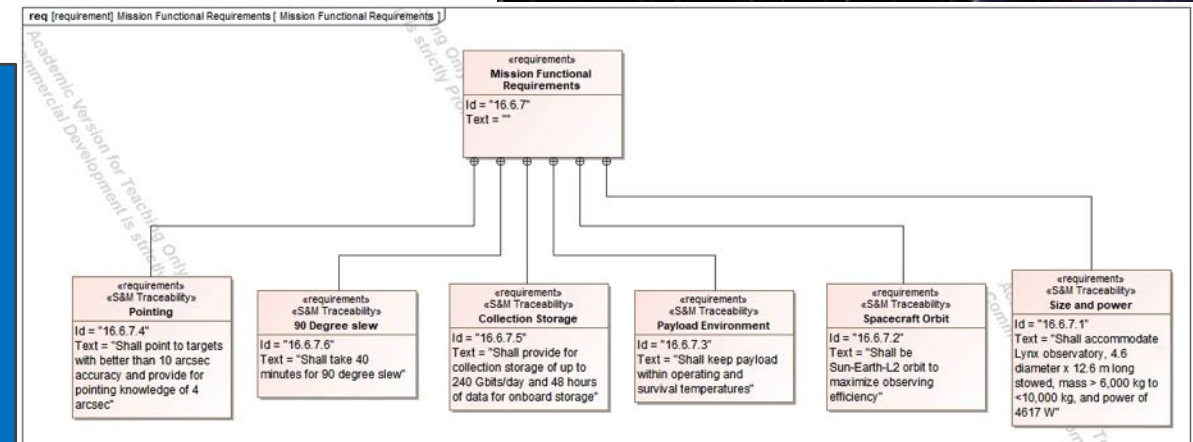 req [requirement] Mission Functional Requirements [ Mission Functional Requirements ]
«requirement»
Mission Functional
Requirements
Id = "16.6.7"
Text = ""
«requirement»
«S&M Traceability»
Pointing
Id = "16.6.7.4"
Text = "Shall point to targets
with better than 10 arcsec
accuracy and provide for
pointing knowledge of 4
arcsec"
«requirement»
«S&M Traceability»
90 Degree slew
Id = "16.6.7.6"
Text = "Shall take 40
minutes for 90 degree slew"
«requirement»
«S&M Traceability»
Collection Storage
Id = "16.6.7.5"
Text = "Shall provide for
collection storage of up to
240 Gbits/day and 48 hours
of data for onboard storage"
«requirement»
«S&M Traceability»
Payload Environment
Id = "16.6.7.3"
Text = "Shall keep payload
within operating and
survival temperatures"
«requirement»
«S&M Traceability»
Spacecraft Orbit
Id = "16.6.7.2"
Text = "Shall be
Sun-Earth-L2 orbit to
maximize observing
efficiency"
«requirement»
«S&M Traceability»
Size and power
Id = "16.6.7.1"
Text = "Shall accommodate
Lynx observatory, 4.6
diameter x 12.6 m long
stowed, mass > 6,000 kg to
<10,000 kg, and power of
4617 W"
Academic Version for Teaching Only
Commercial Development is strictly